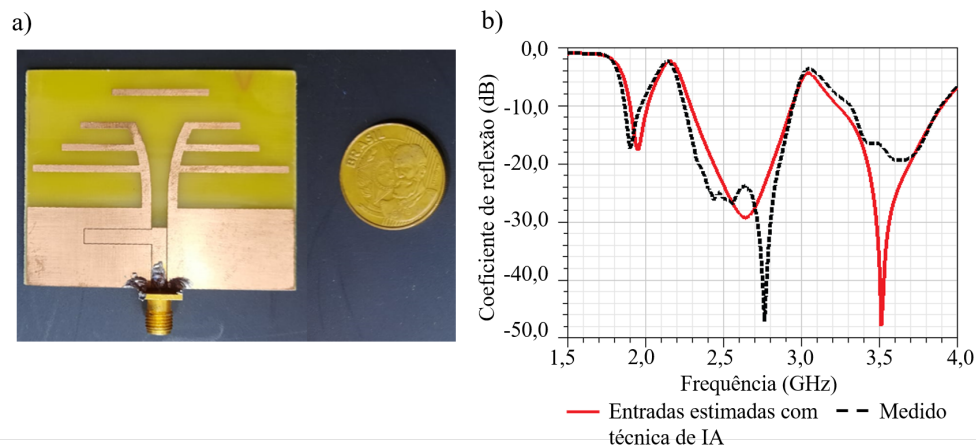 a)
BRASIL
b)
Coeficiente de reflexão (dB)
0,0
-10,0
-20,0
-30,0
-40,0
-50,0
1,5 2,0 2,5 3,0 3,5 4,0
Frequência (GHz)
Entradas estimadas com
técnica de IA
Medido